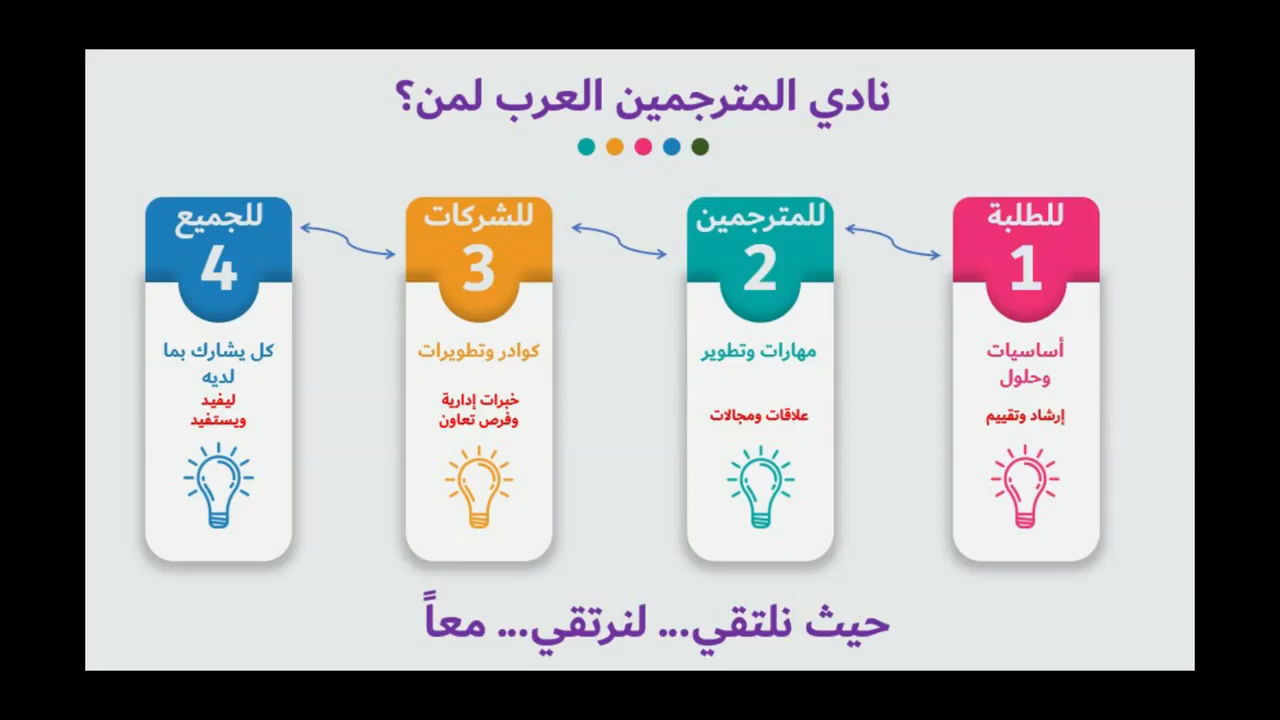 نادي المترجمين العرب لمن؟
للطلبة
1
أساسيات
وحلول
إرشاد وتقييم
للمترجمين
2
مهارات وتطوير
علاقات ومجالات
للشركات
3
كوادر وتطويرات
خبرات إدارية
وفرص تعاون
للجميع
4
كل يشارك بما
لديه
ليفيد
ويستفيد
حيث نلتقي... لنرتقي... معاً